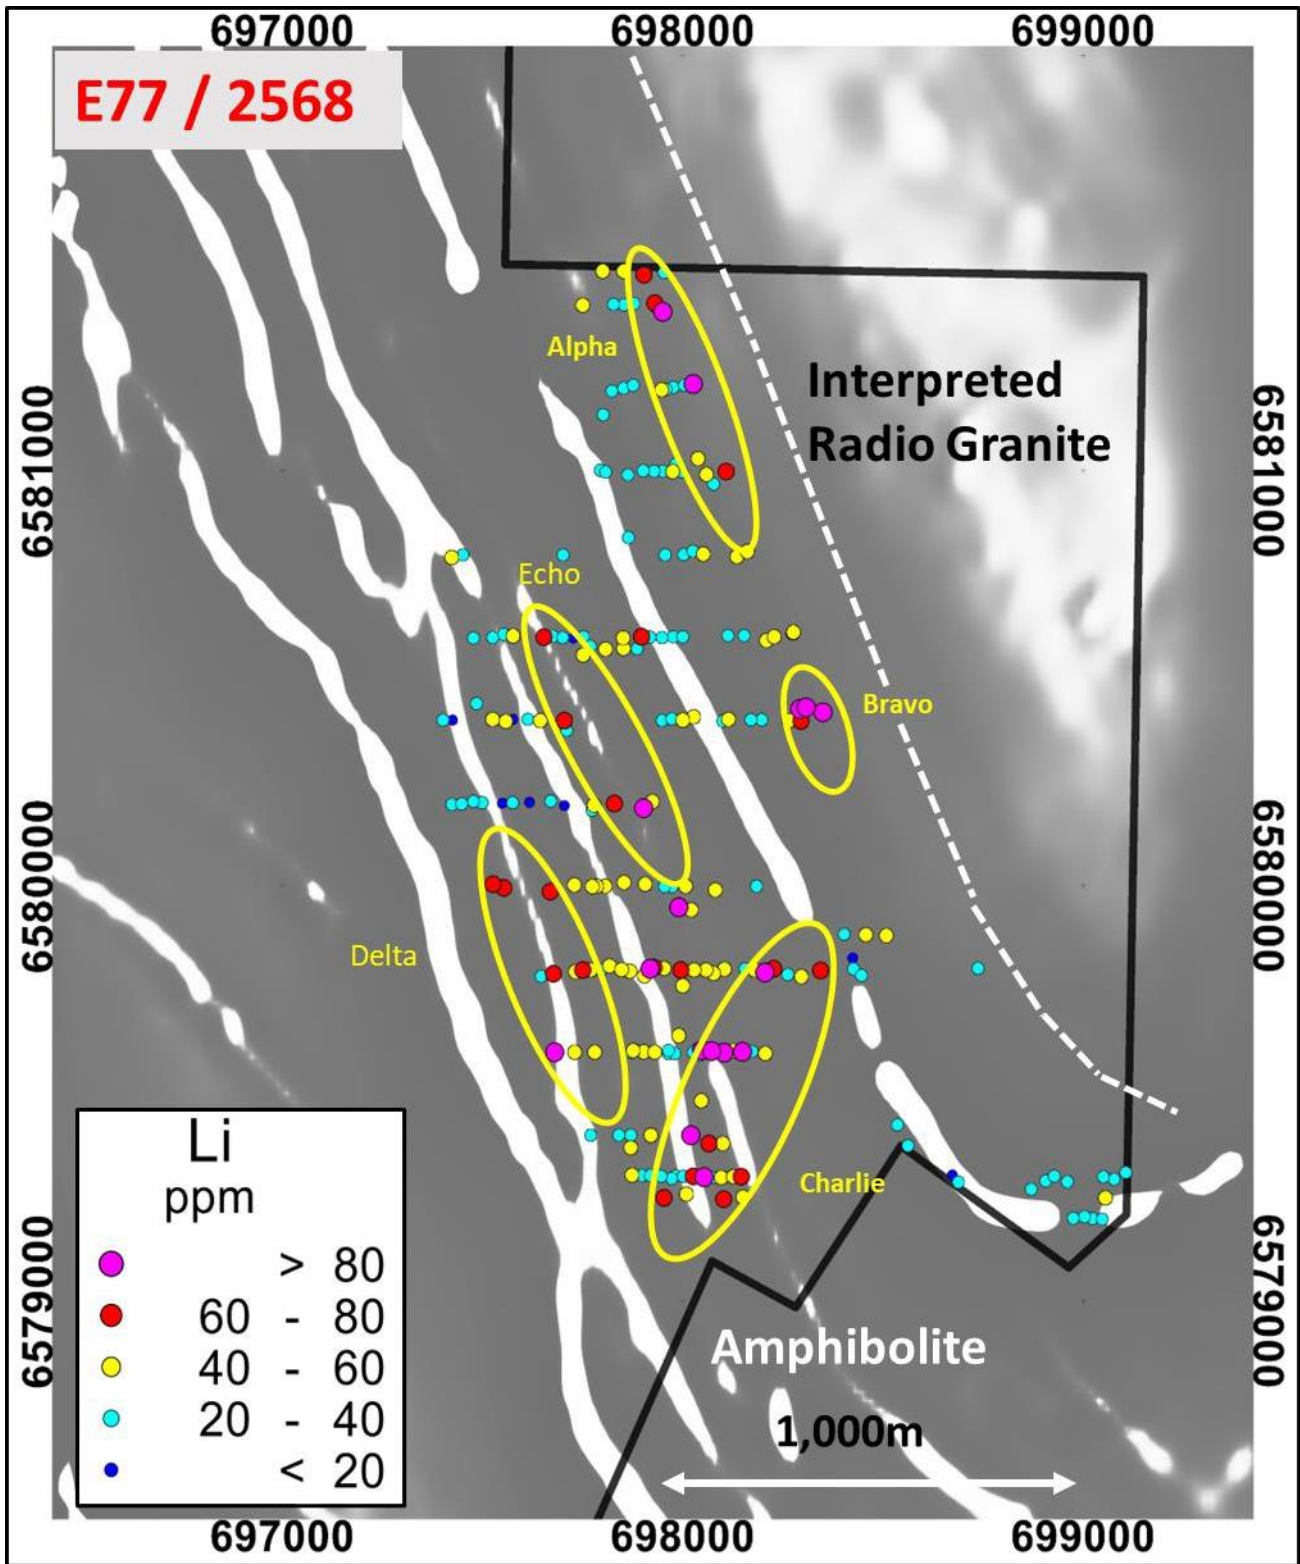 697000 698000 699000
E77 / 2568
Alpha
Interpreted
Radio Granite
6581000 6581000
Echo
Bravo
6580000 6580000
Delta
Charlie
Li
ppm
> 80
60 - 80
40 - 60
20 - 40
< 20
6579000 6579000
Amphibolite
1,000m
697000 698000 699000